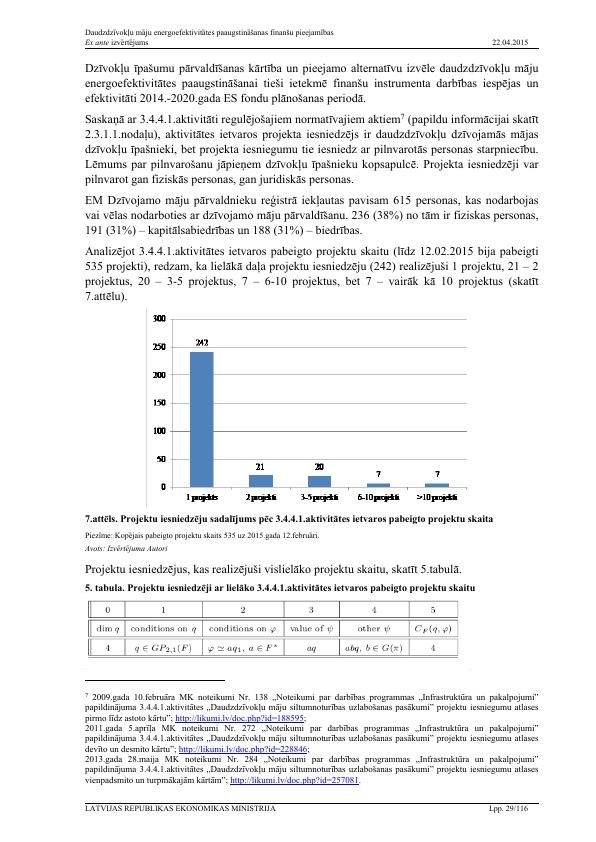 Daudzdzīvokļu māju energoefektivitātes paaugstināšanas finanšu pieejamības
Ex ante izvērtējums 22.04.2015
Dzīvokļu īpašumu pārvaldīšanas kārtība un pieejamo alternatīvu izvēle daudzdzīvokļu māju
energoefektivitātes paaugstināšanai tieši ietekmē finanšu instrumenta darbības iespējas un
efektivitāti 2014.-2020.gada ES fondu plānošanas periodā.
Saskaņā ar 3.4.4.1.aktivitāti regulējošajiem normatīvajiem aktiem⁷ (papildu informācijai skatīt
2.3.1.1.nodaļu), aktivitātes ietvaros projekta iesniedzējs ir daudzdzīvokļu dzīvojamās mājas
dzīvokļu īpašnieki, bet projekta iesniegumu tie iesniedz ar pilnvarotās personas starpniecību.
Lēmums par pilnvarošanu jāpieņem dzīvokļu īpašnieku kopsapulcē. Projekta iesniedzēji var
pilnvarot gan fiziskās personas, gan juridiskās personas.
EM Dzīvojamo māju pārvaldnieku reģistrā iekļautas pavisam 615 personas, kas nodarbojas
vai vēlas nodarboties ar dzīvojamo māju pārvaldīšanu. 236 (38%) no tām ir fiziskas personas,
191 (31%) – kapitālsabiedrības un 188 (31%) – biedrības.
Analizējot 3.4.4.1.aktivitātes ietvaros pabeigto projektu skaitu (līdz 12.02.2015 bija pabeigti
535 projekti), redzam, ka lielākā daļa projektu iesniedzēju (242) realizējuši 1 projektu, 21 – 2
projektus, 20 – 3-5 projektus, 7 – 6-10 projektus, bet 7 – vairāk kā 10 projektus (skatīt
7.attēlu).
300
250
200
150
100
50
0
242
21
20
7
7
1 projekts 2 projekti 3-5 projekti 6-10 projekti >10 projekti
7.attēls. Projektu iesniedzēju sadalījums pēc 3.4.4.1.aktivitātes ietvaros pabeigto projektu skaita
Piezīme: Kopējais pabeigto projektu skaits 535 uz 2015.gada 12.februāri.
Avots: Izvērtējuma Autori
Projektu iesniedzējus, kas realizējuši vislielāko projektu skaitu, skatīt 5.tabulā.
5. tabula. Projektu iesniedzēji ar lielāko 3.4.4.1.aktivitātes ietvaros pabeigto projektu skaitu
0 1 2 3 4 5
dim q conditions on q conditions on φ value of ψ other ψ C_F(q, φ)
4 q ∈ GP₂,₁(F) φ ≃ aq₁, a ∈ F* aq abq, b ∈ G(π) 4
⁷ 2009.gada 10.februāra MK noteikumi Nr. 138 „Noteikumi par darbības programmas „Infrastruktūra un pakalpojumi”
papildinājuma 3.4.4.1.aktivitātes „Daudzdzīvokļu māju siltumnoturības uzlabošanas pasākumi” projektu iesniegumu atlases
pirmo līdz astoto kārtu”; http://likumi.lv/doc.php?id=188595;
2011.gada 5.aprīļa MK noteikumi Nr. 272 „Noteikumi par darbības programmas „Infrastruktūra un pakalpojumi”
papildinājuma 3.4.4.1.aktivitātes „Daudzdzīvokļu māju siltumnoturības uzlabošanas pasākumi” projektu iesniegumu atlases
devīto un desmito kārtu”; http://likumi.lv/doc.php?id=228846;
2013.gada 28.maija MK noteikumi Nr. 284 „Noteikumi par darbības programmas „Infrastruktūra un pakalpojumi”
papildinājuma 3.4.4.1.aktivitātes „Daudzdzīvokļu māju siltumnoturības uzlabošanas pasākumi” projektu iesniegumu atlases
vienpadsmito un turpmākajām kārtām”; http://likumi.lv/doc.php?id=257081.
LATVIJAS REPUBLIKAS EKONOMIKAS MINISTRIJA Lpp. 29/116